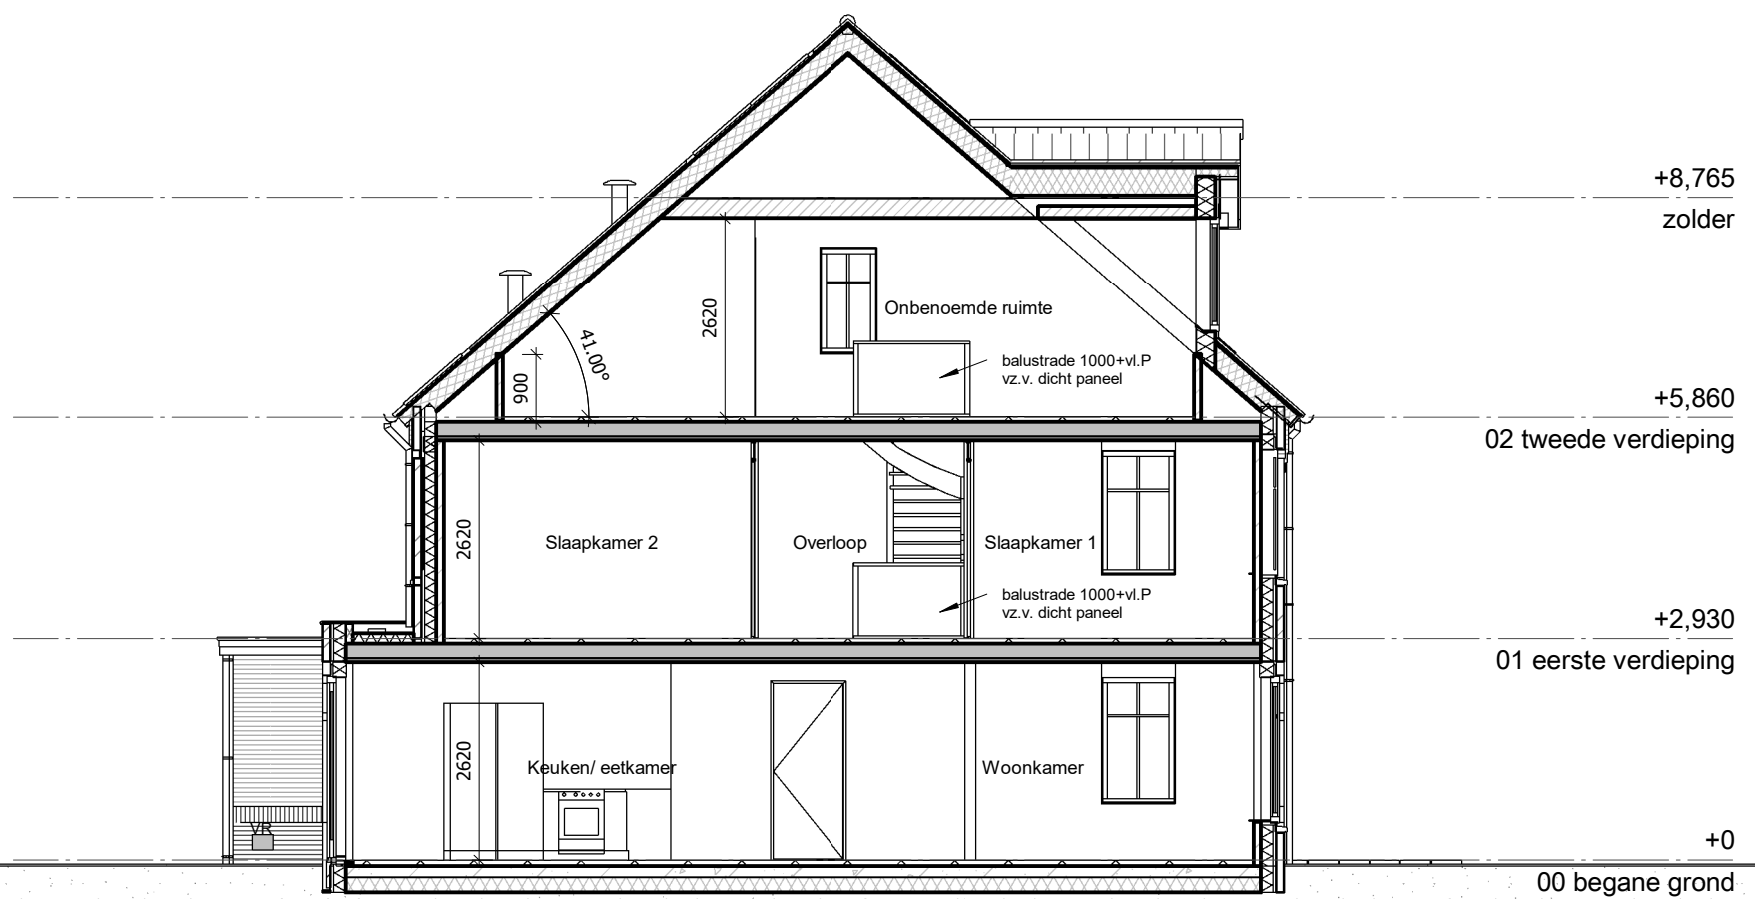 +8,765
zolder
2620
Onbenoemde ruimte
41.00°
900
balustrade 1000+vl.P
vz.v. dicht paneel
+5,860
02 tweede verdieping
2620
Slaapkamer 2
Overloop
Slaapkamer 1
balustrade 1000+vl.P
vz.v. dicht paneel
+2,930
01 eerste verdieping
2620
Keuken/ eetkamer
Woonkamer
VR
+0
00 begane grond